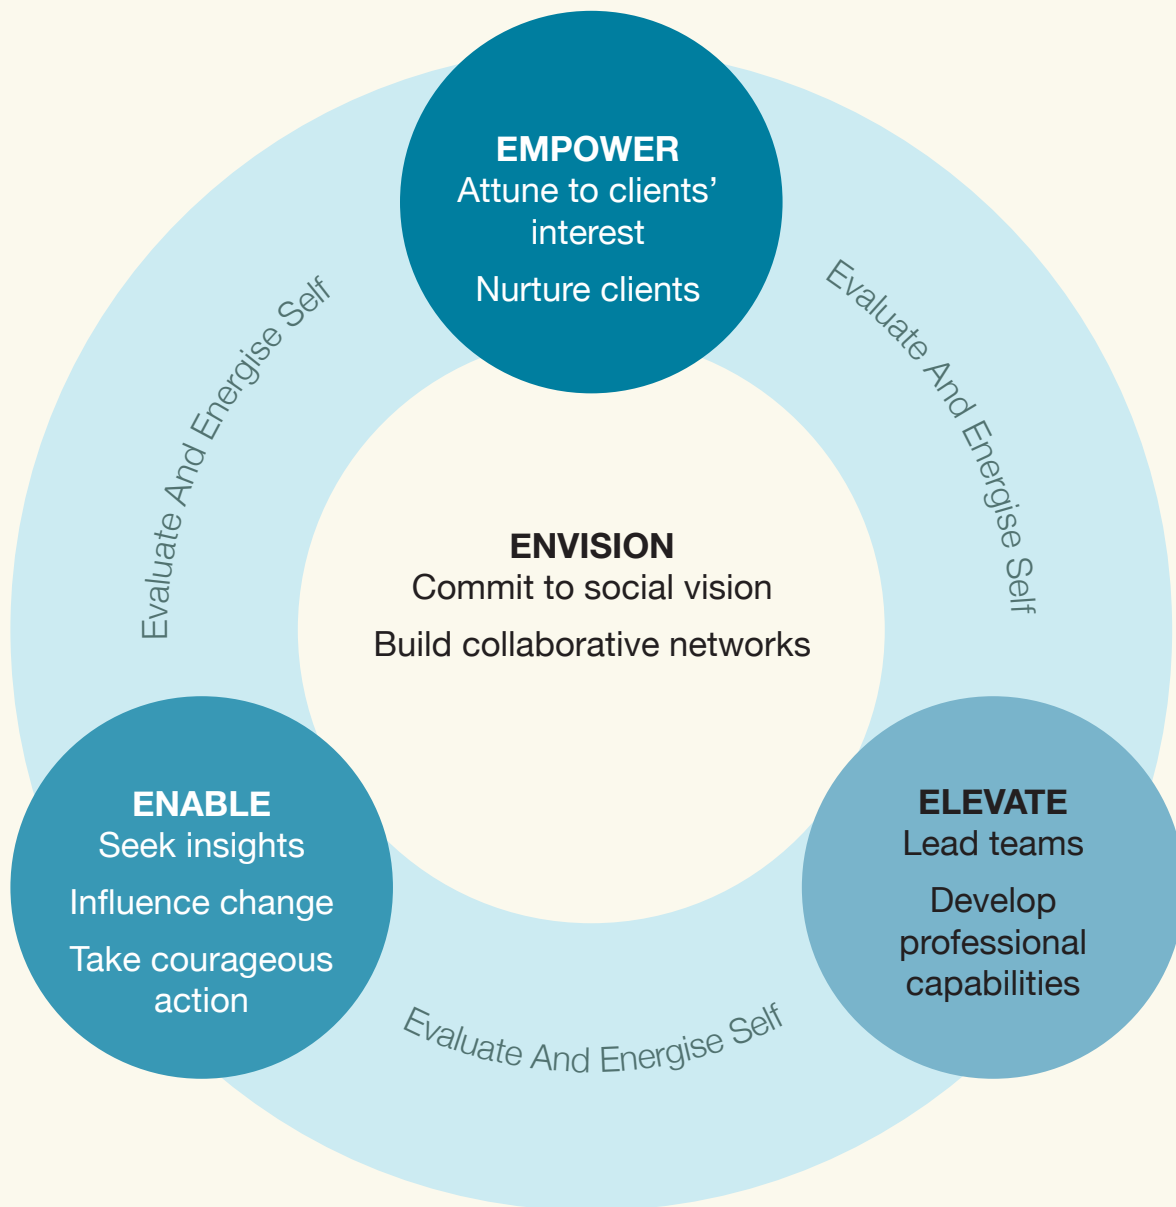 EMPOWER
Attune to clients’
interest
Nurture clients
Evaluate And Energise Self
Evaluate And Energise Self
ENVISION
Commit to social vision
Build collaborative networks
ENABLE
Seek insights
Influence change
Take courageous
action
ELEVATE
Lead teams
Develop
professional
capabilities
Evaluate And Energise Self